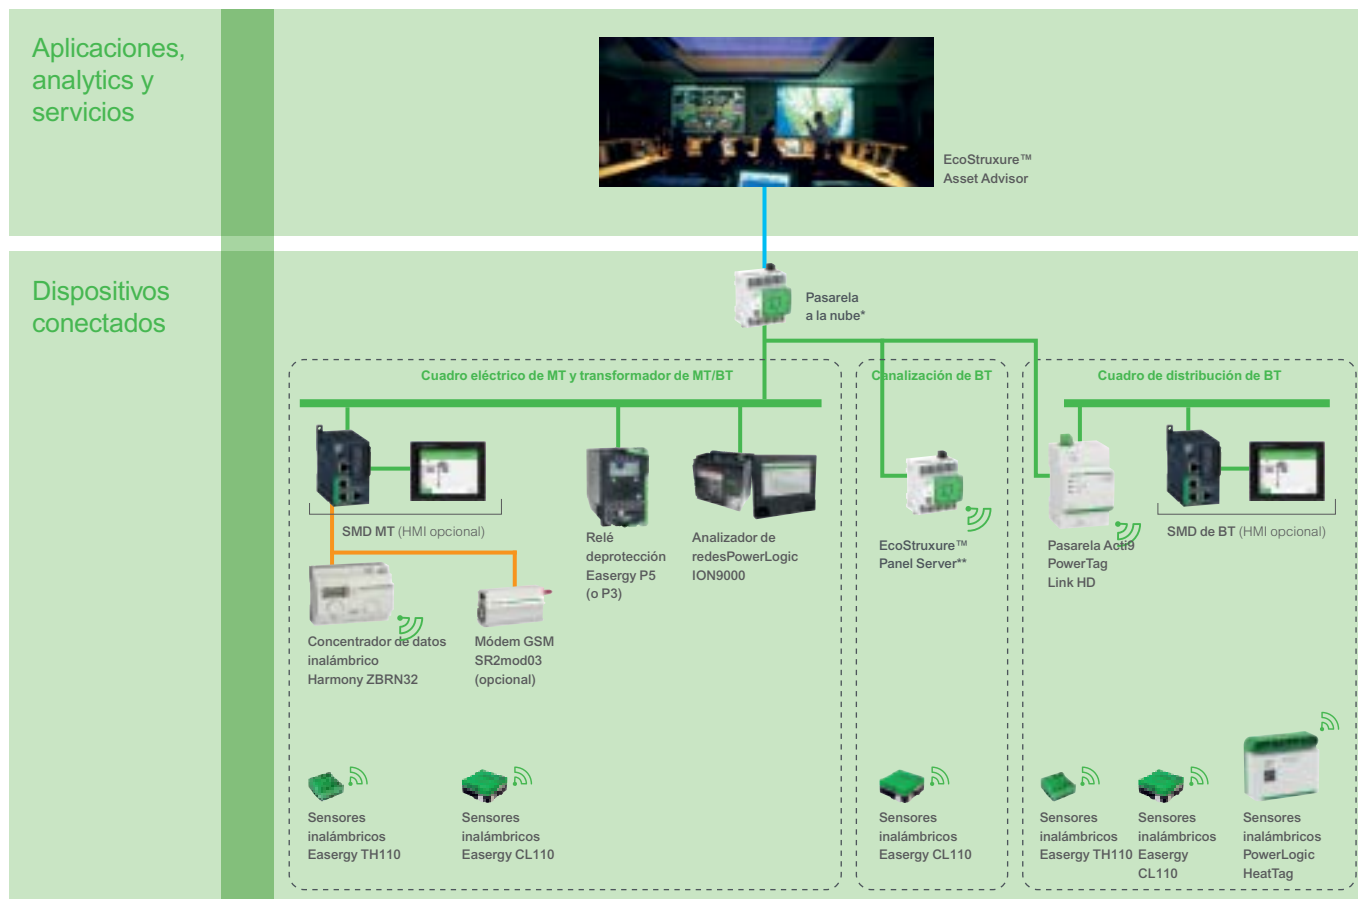 Aplicaciones,
analytics y
servicios
EcoStruxure™
Asset Advisor
Dispositivos
conectados
Pasarela
a la nube*
Cuadro eléctrico de MT y transformador de MT/BT
SMD MT (HMI opcional)
Relé
deprotección
Easergy P5
(o P3)
Analizador de
redesPowerLogic
ION9000
Concentrador de datos
inalámbrico
Harmony ZBRN32
Módem GSM
SR2mod03
(opcional)
Sensores
inalámbricos
Easergy TH110
Sensores
inalámbricos
Easergy CL110
Canalización de BT
EcoStruxure™
Panel Server**
Sensores
inalámbricos
Easergy CL110
Cuadro de distribución de BT
Pasarela Acti9
PowerTag
Link HD
SMD de BT (HMI opcional)
Sensores
inalámbricos
Easergy TH110
Sensores
inalámbricos
Easergy
CL110
Sensores
inalámbricos
PowerLogic
HeatTag